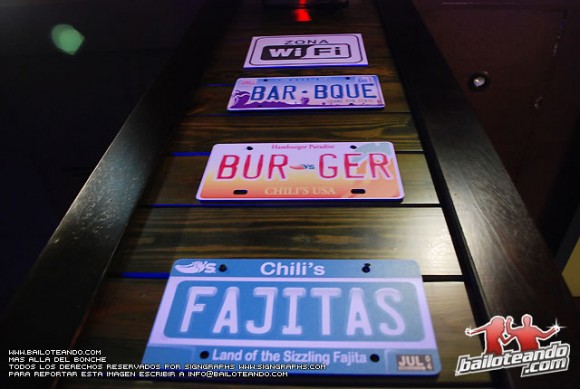 ZONA
Wi Fi
BAR-BQUE
Hamburger Paradise
BUR GER
CHILI'S USA
Chili's
FAJITAS
Land of the Sizzling Fajita
JUL
WWW.BAILOTEANDO.COM
MAS ALLA DEL BONCHE
TODOS LOS DERECHOS RESERVADOS POR SIGNGRAPHS WWW.SIGNGRAPHS.COM
PARA REPORTAR ESTA IMAGEN ESCRIBIR A INFO@BAILOTEANDO.COM
bailoteando.com